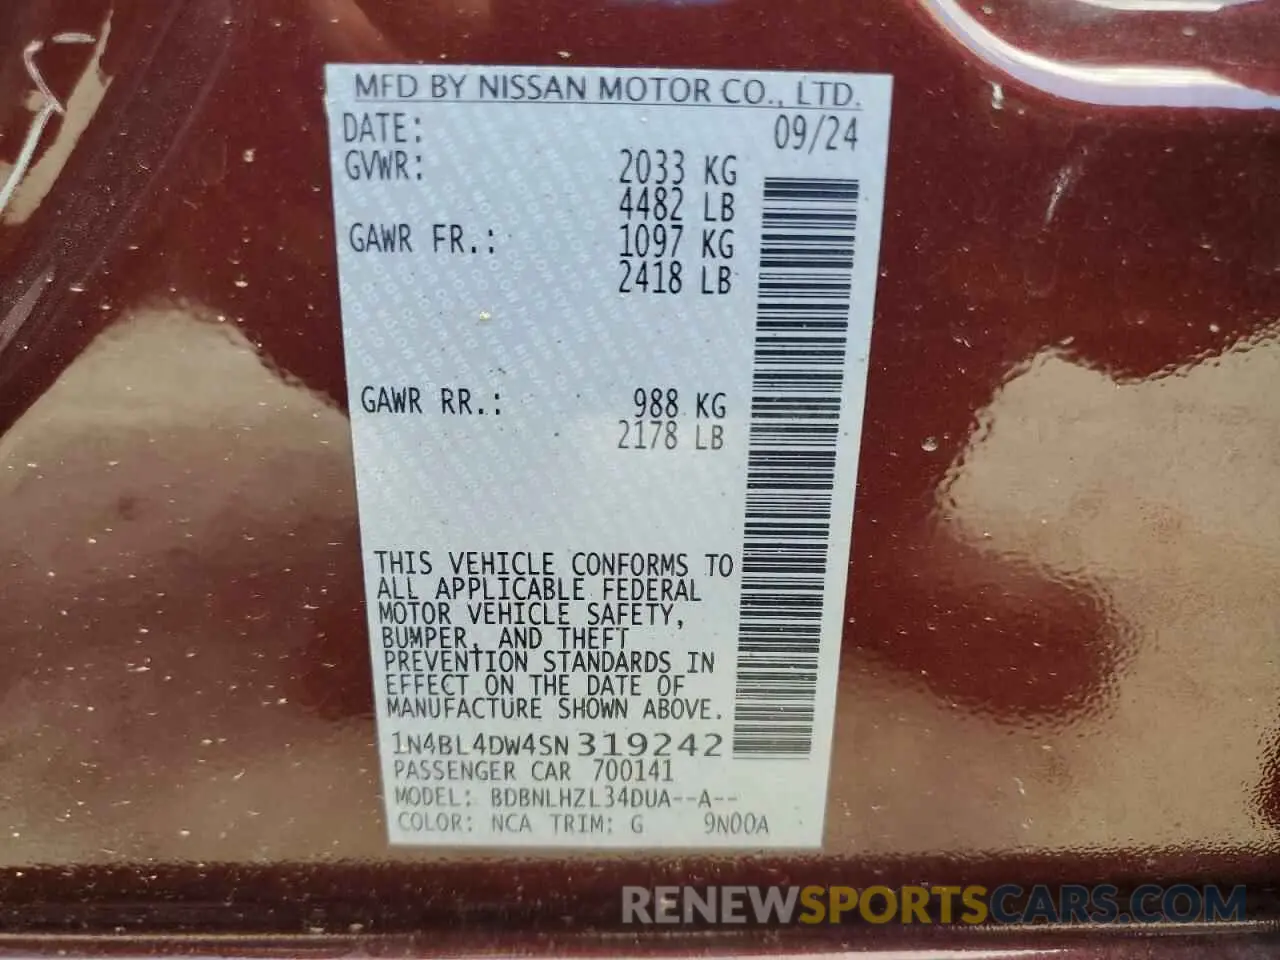 MFD BY NISSAN MOTOR CO., LTD.
DATE: 09/24
GVWR: 2033 KG
4482 LB
GAWR FR.: 1097 KG
2418 LB
GAWR RR.: 988 KG
2178 LB
THIS VEHICLE CONFORMS TO
ALL APPLICABLE FEDERAL
MOTOR VEHICLE SAFETY,
BUMPER, AND THEFT
PREVENTION STANDARDS IN
EFFECT ON THE DATE OF
MANUFACTURE SHOWN ABOVE.
1N4BL4DW4SN319242
PASSENGER CAR 700141
MODEL: BDBNLHZL34DUA--A--
COLOR: NCA TRIM: G 9N00A
RENEWSPORTSCARS.COM